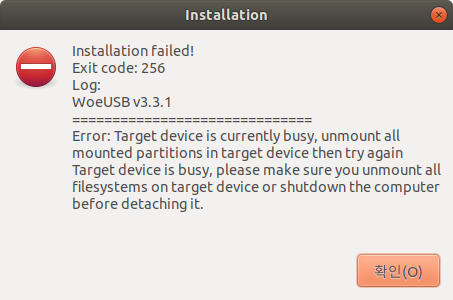 Installation
Installation failed!
Exit code: 256
Log:
WoeUSB v3.3.1
==============================
Error: Target device is currently busy, unmount all
mounted partitions in target device then try again
Target device is busy, please make sure you unmount all
filesystems on target device or shutdown the computer
before detaching it.
확인(O)